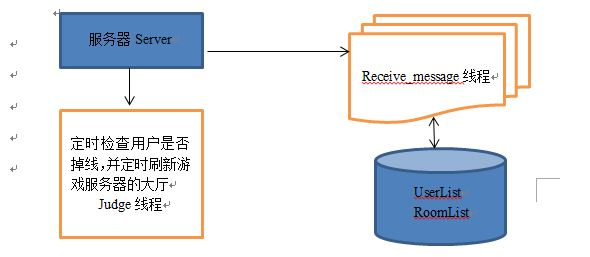 服务器 Server
Receive_message 线程
定时检查用户是否
掉线,并定时刷新游
戏服务器的大厅
Judge 线程
UserList
RoomList